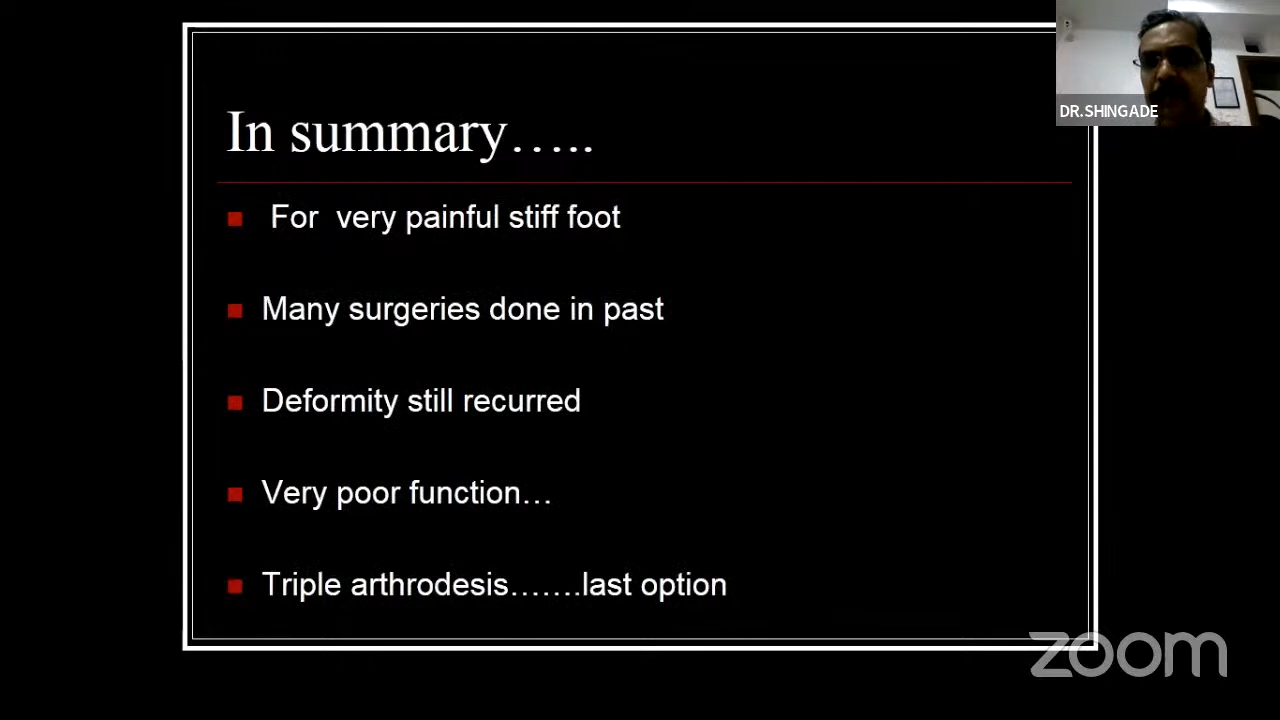 DR.SHINGADE
In summary…..
For very painful stiff foot
Many surgeries done in past
Deformity still recurred
Very poor function…
Triple arthrodesis…….last option
zoom